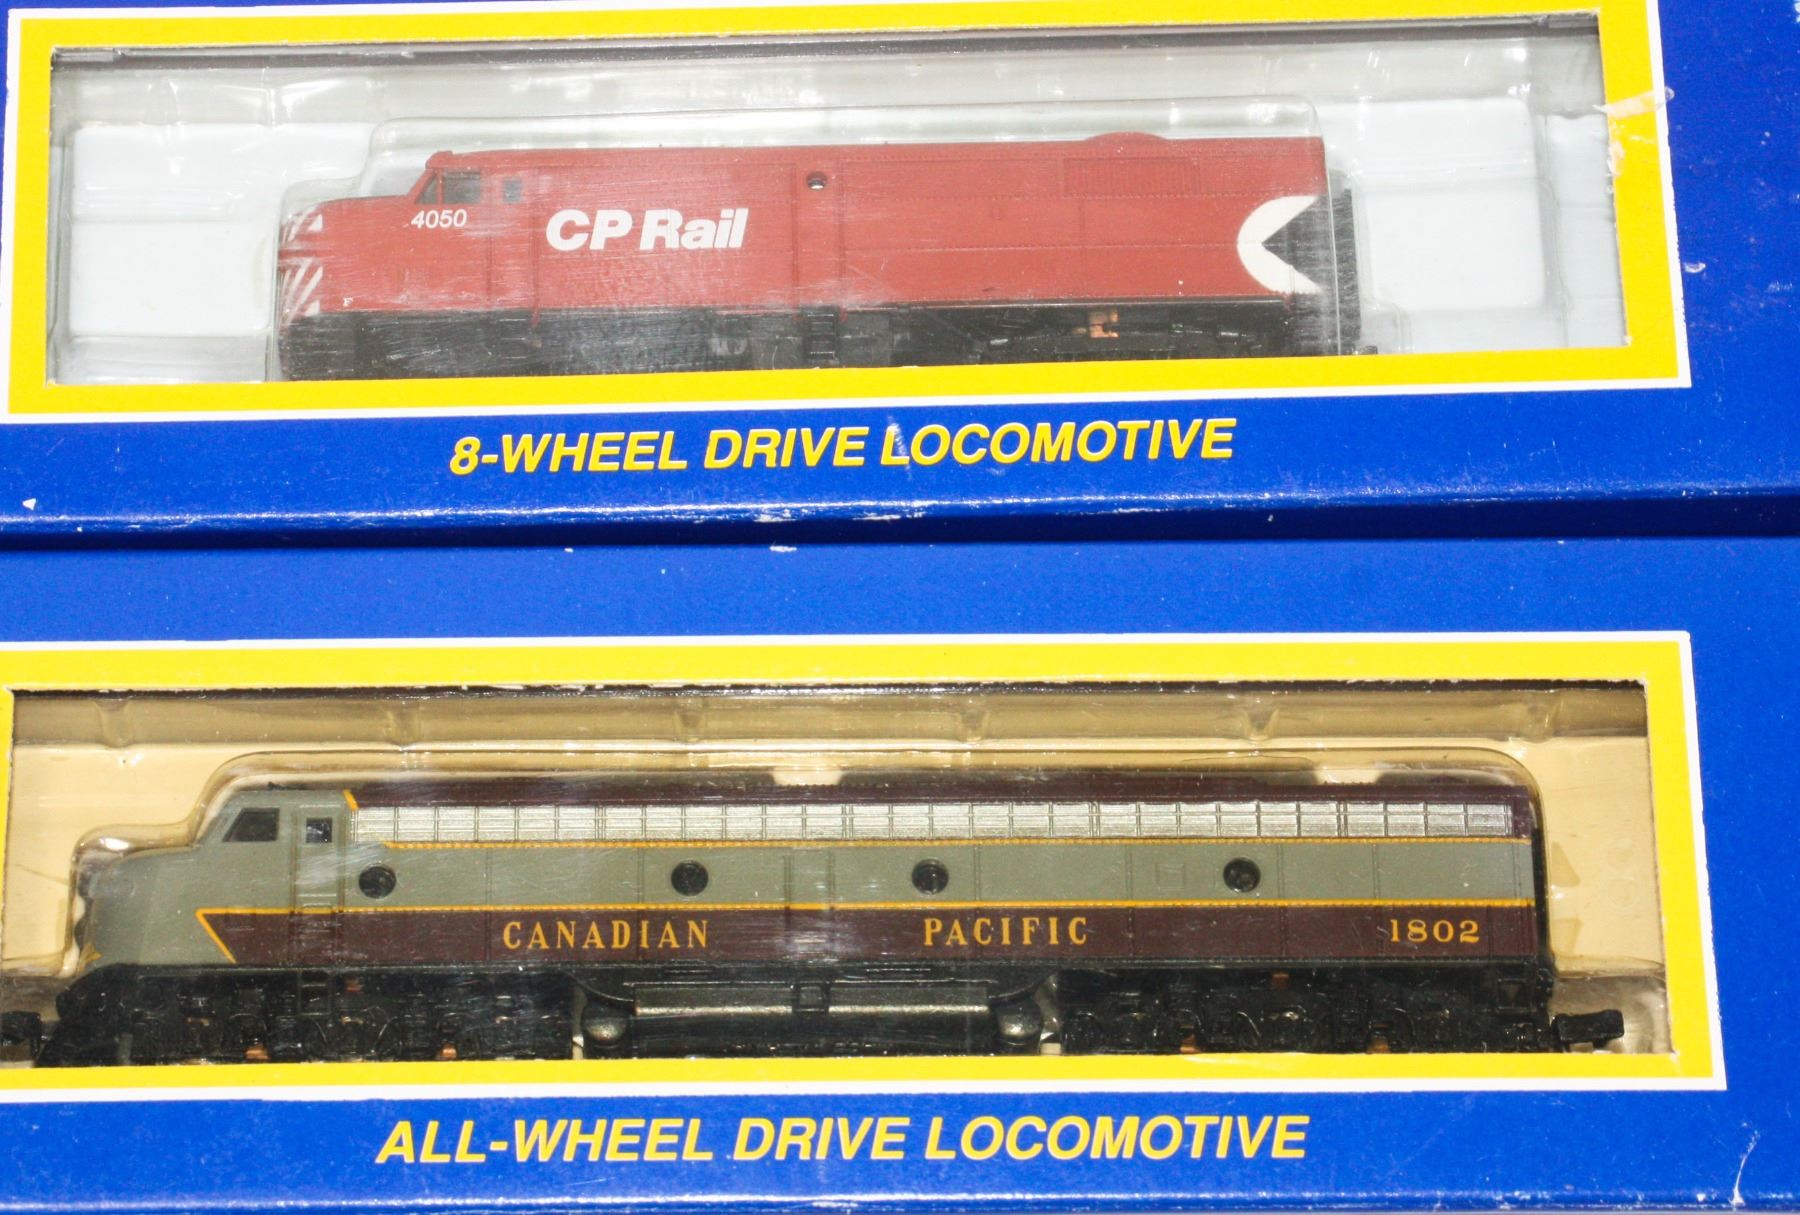 4050
CP Rail
F
8-WHEEL DRIVE LOCOMOTIVE
CANADIAN PACIFIC 1802
ALL-WHEEL DRIVE LOCOMOTIVE